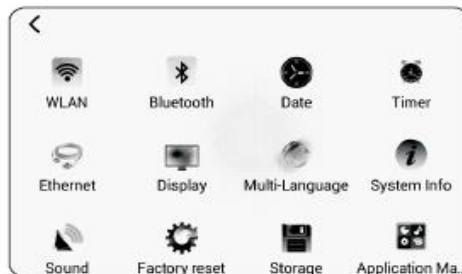 WLAN Bluetooth Date Timer
Ethernet Display Multi-Language System Info
Sound Factory reset Storage Application Ma.